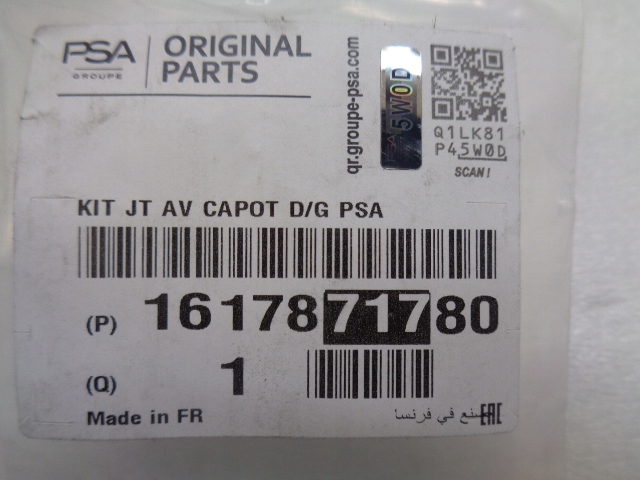 PSA
GROUPE
ORIGINAL
PARTS
qr.groupe-psa.com
5W0D
Q1LK81
P45W0D
SCAN!
KIT JT AV CAPOT D/G PSA
(P) 1617871780
(Q) 1
Made in FR
صنع في فرنسا
EAC